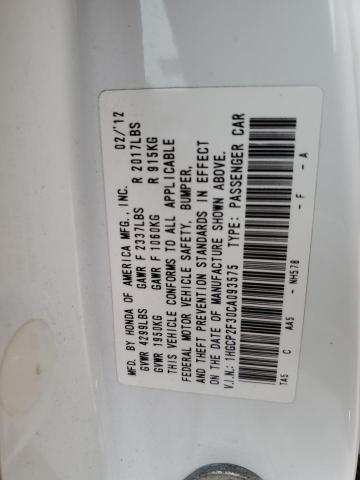 MFD. BY HONDA OF AMERICA MFG., INC. 02/'12
GVWR 4299LBS GAWR F 2337LBS R 2017LBS
GVWR 1950KG GAWR F 1060KG R 915KG
THIS VEHICLE CONFORMS TO ALL APPLICABLE
FEDERAL MOTOR VEHICLE SAFETY, BUMPER,
AND THEFT PREVENTION STANDARDS IN EFFECT
ON THE DATE OF MANUFACTURE SHOWN ABOVE.
V.I.N.: 1HGCP2F30CA093575 TYPE: PASSENGER CAR
TA5 C AA5 - NH578 - F - A